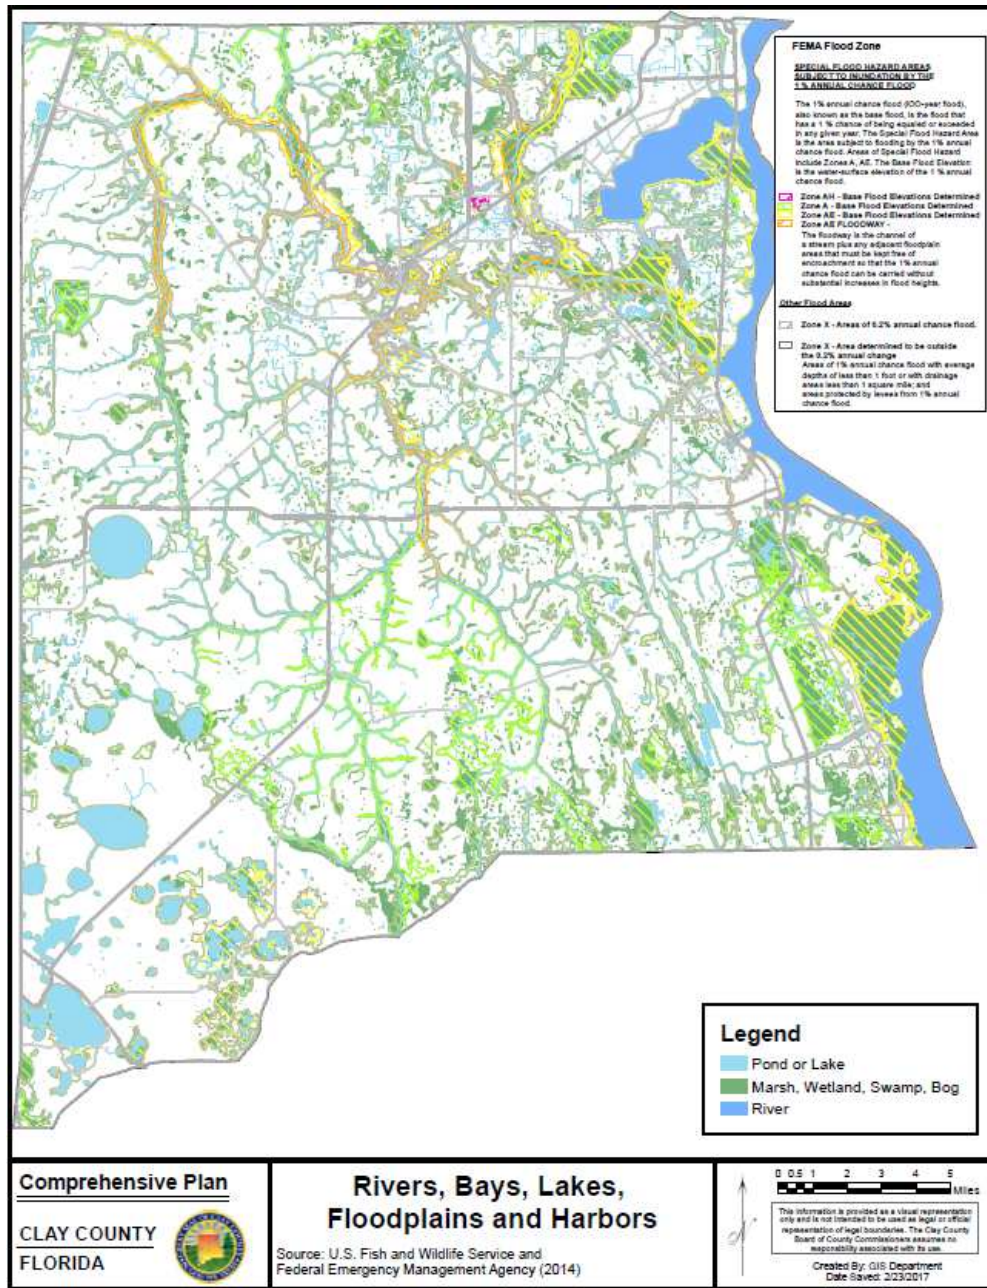 FEMA Flood Zone
SPECIAL FLOOD HAZARD AREAS
SUBJECT TO INUNDATION BY THE
1 % ANNUAL CHANCE FLOOD
The 1% annual chance flood (100-year flood),
also known as the base flood, is the flood that
has a 1 % chance of being equaled or exceeded
in any given year. The Special Flood Hazard Area
is the area subject to flooding by the 1% annual
chance flood. Areas of Special Flood Hazard
include Zones A, AE. The Base Flood Elevation
is the water-surface elevation of the 1 % annual
chance flood.
Zone AH - Base Flood Elevations Determined
Zone A - Base Flood Elevations Determined
Zone AE - Base Flood Elevations Determined
Zone AE FLOODWAY -
The floodway is the channel of
a stream plus any adjacent floodplain
areas that must be kept free of
encroachment so that the 1% annual
chance flood can be carried without
substantial increases in flood heights.
Other Flood Areas
Zone X - Areas of 0.2% annual chance flood.
Zone X - Area determined to be outside
the 0.2% annual change
Areas of 1% annual chance flood with average
depths of less than 1 foot or with drainage
areas less than 1 square mile; and
areas protected by levees from 1% annual
chance flood.
Legend
Pond or Lake
Marsh, Wetland, Swamp, Bog
River
Comprehensive Plan
CLAY COUNTY
FLORIDA
Rivers, Bays, Lakes,
Floodplains and Harbors
Source: U.S. Fish and Wildlife Service and
Federal Emergency Management Agency (2014)
0 0.5 1 2 3 4 5
Miles
This information is provided as a visual representation
only and is not intended to be used as legal or official
representation of legal boundaries. The Clay County
Board of County Commissioners assumes no
responsibility associated with its use.
Created By: GIS Department
Date Saved: 2/23/2017